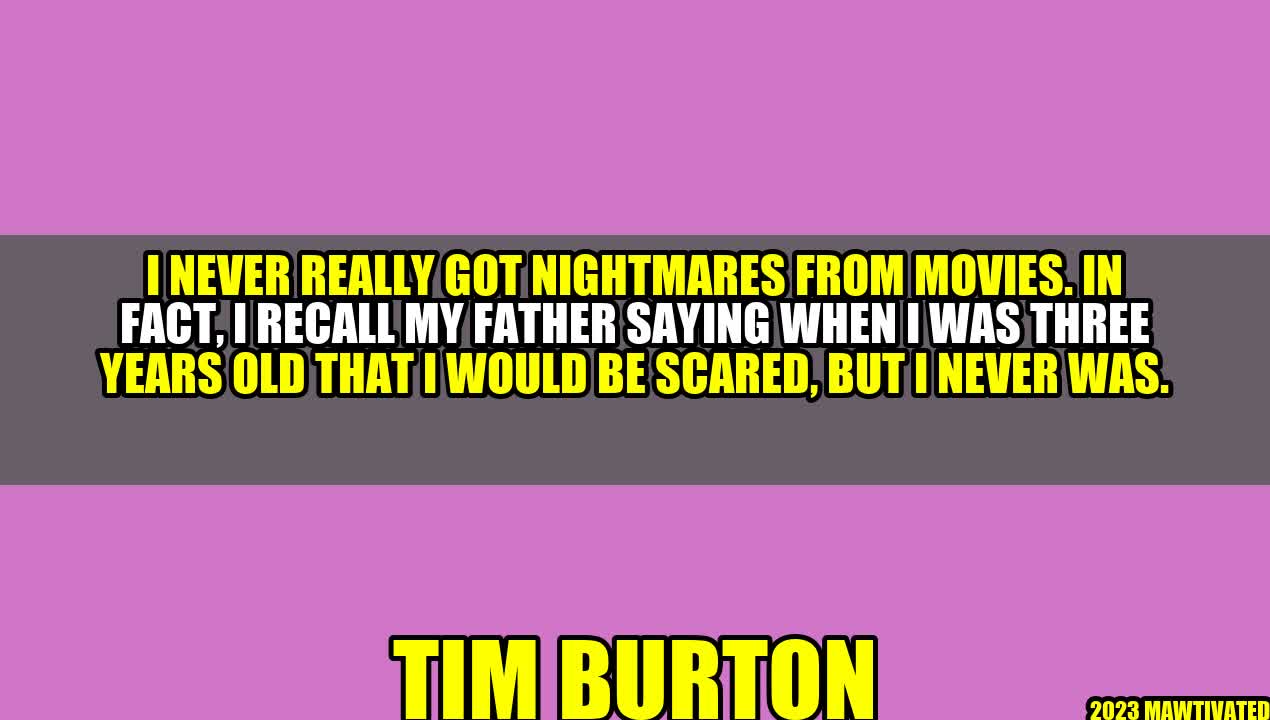 I NEVER REALLY GOT NIGHTMARES FROM MOVIES. IN
FACT, I RECALL MY FATHER SAYING WHEN I WAS THREE
YEARS OLD THAT I WOULD BE SCARED, BUT I NEVER WAS.
TIM BURTON
2023 MAWTIVATED